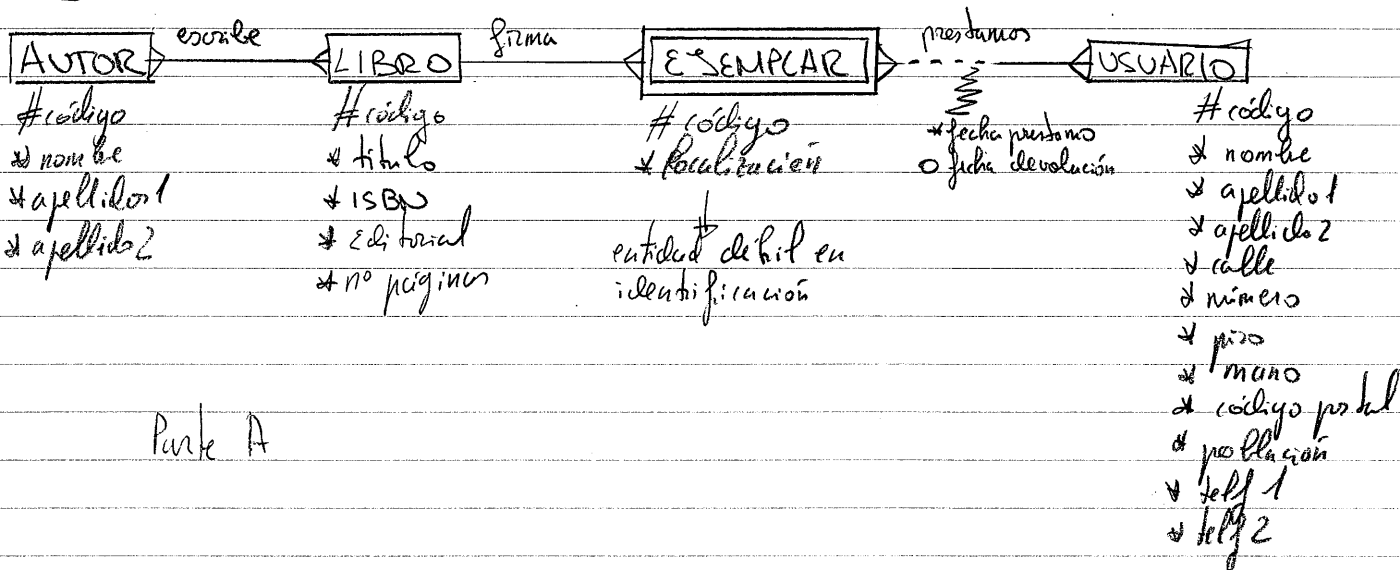 escribe
firma
prestamos
AUTOR
LIBRO
EJEMPLAR
USUARIO
#código
* nombre
* apellidos1
* apellido2
#código
* titulo
* ISBN
* Editorial
* nº páginas
# código
* localización
entidad débil en
identificación
* fecha prestamo
O fecha devolución
# código
* nombre
* apellido1
* apellido2
* calle
* número
* piso
* mano
* código postal
* población
* telf 1
* telf 2
Parte A